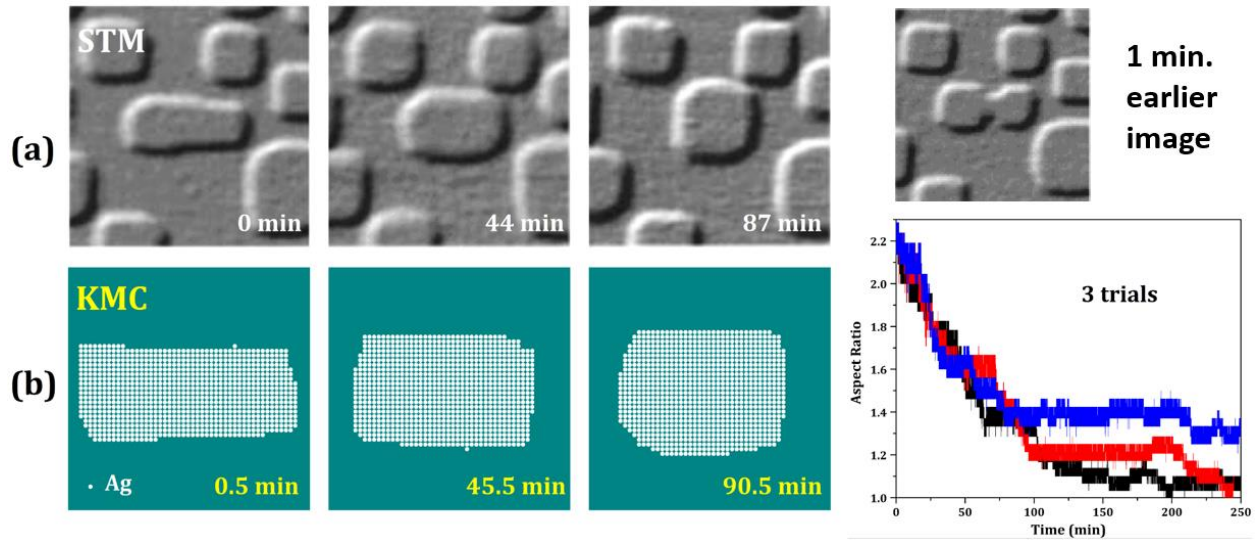 (a)
STM
0 min
44 min
87 min
1 min.
earlier
image
(b)
KMC
Ag
0.5 min
45.5 min
90.5 min
3 trials
Aspect Ratio
2.2
2.0
1.8
1.6
1.4
1.2
1.0
0
50
100
150
200
250
Time (min)